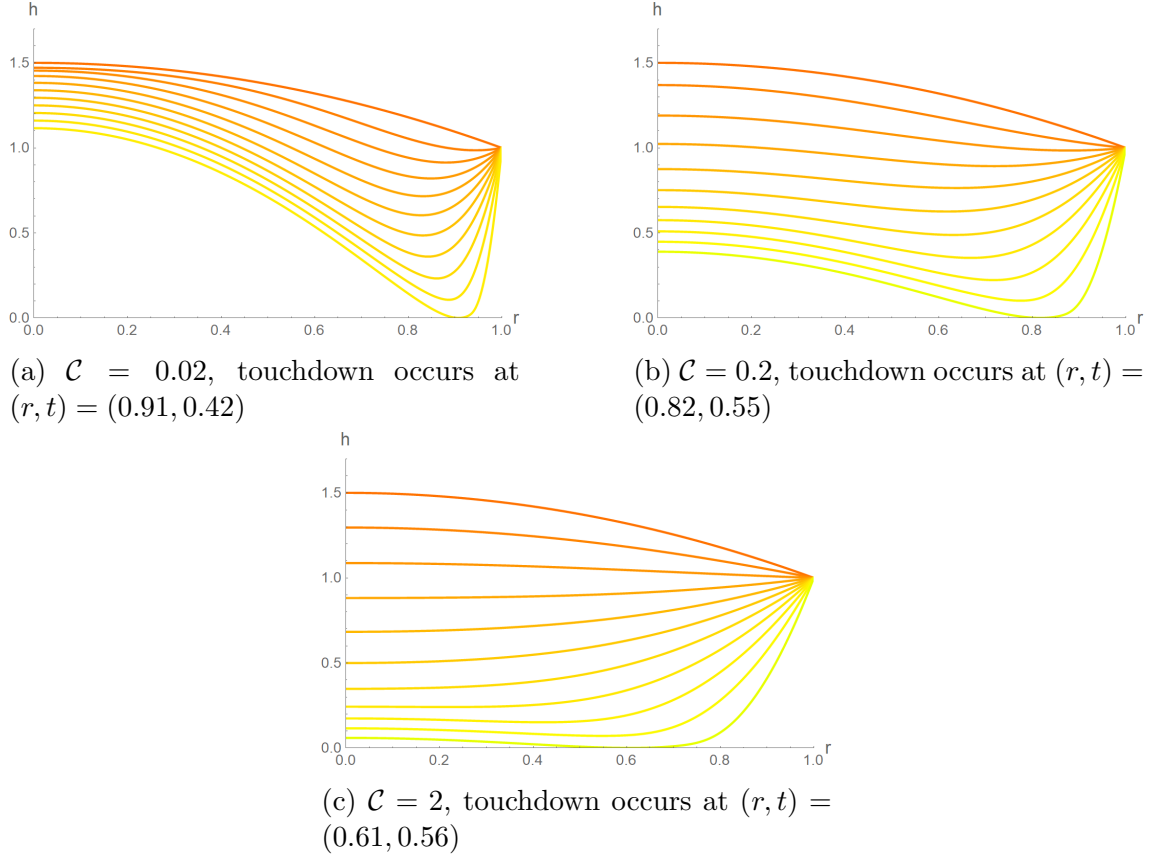 h
1.5
1.0
0.5
0.0
0.0 0.2 0.4 0.6 0.8 1.0 r
(a) 𝒞 = 0.02, touchdown occurs at
(r, t) = (0.91, 0.42)
h
1.5
1.0
0.5
0.0
0.0 0.2 0.4 0.6 0.8 1.0 r
(b) 𝒞 = 0.2, touchdown occurs at (r, t) =
(0.82, 0.55)
h
1.5
1.0
0.5
0.0
0.0 0.2 0.4 0.6 0.8 1.0 r
(c) 𝒞 = 2, touchdown occurs at (r, t) =
(0.61, 0.56)